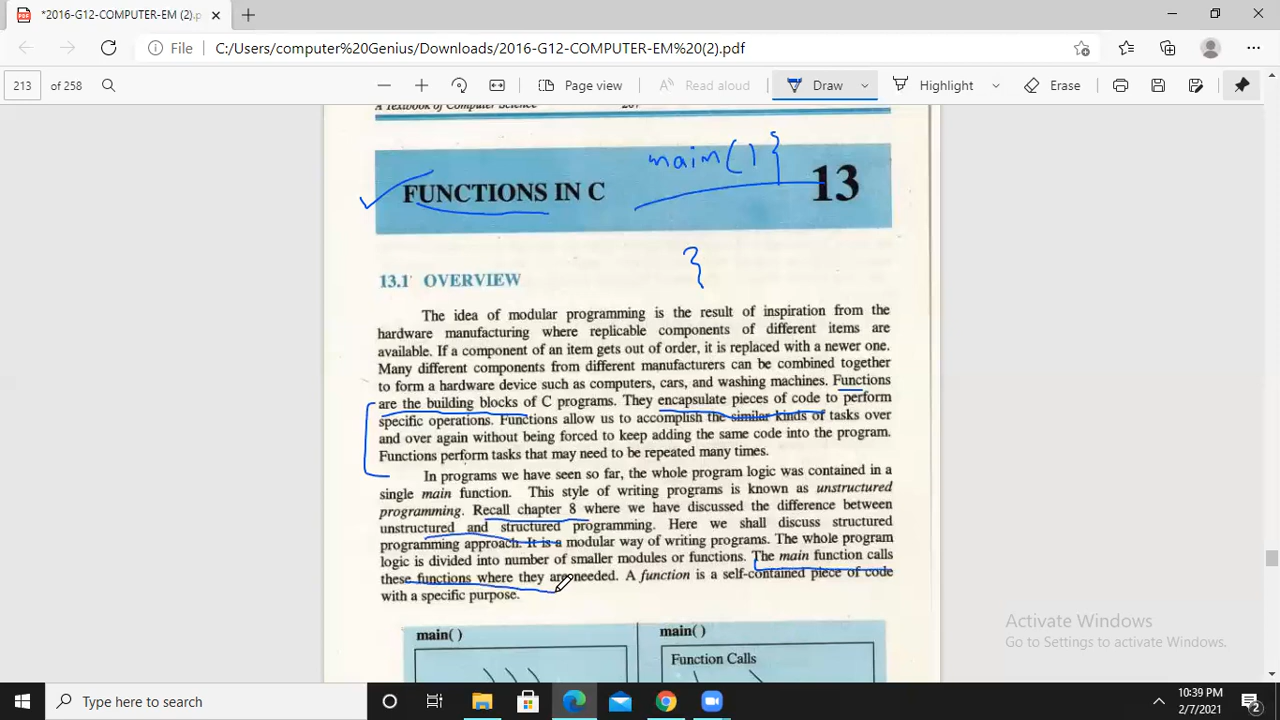 *2016-G12-COMPUTER-EM (2).pdf
File C:/Users/computer%20Genius/Downloads/2016-G12-COMPUTER-EM%20(2).pdf
213 of 258 Page view Read aloud Draw Highlight Erase
A Textbook of Computer Science 207
main() {
FUNCTIONS IN C 13
}
13.1 OVERVIEW
The idea of modular programming is the result of inspiration from the
hardware manufacturing where replicable components of different items are
available. If a component of an item gets out of order, it is replaced with a newer one.
Many different components from different manufacturers can be combined together
to form a hardware device such as computers, cars, and washing machines. Functions
are the building blocks of C programs. They encapsulate pieces of code to perform
specific operations. Functions allow us to accomplish the similar kinds of tasks over
and over again without being forced to keep adding the same code into the program.
Functions perform tasks that may need to be repeated many times.
In programs we have seen so far, the whole program logic was contained in a
single main function. This style of writing programs is known as unstructured
programming. Recall chapter 8 where we have discussed the difference between
unstructured and structured programming. Here we shall discuss structured
programming approach. It is a modular way of writing programs. The whole program
logic is divided into number of smaller modules or functions. The main function calls
these functions where they are needed. A function is a self-contained piece of code
with a specific purpose.
main( ) main( )
Function Calls
Activate Windows
Go to Settings to activate Windows.
Type here to search
10:39 PM
2/7/2021
2